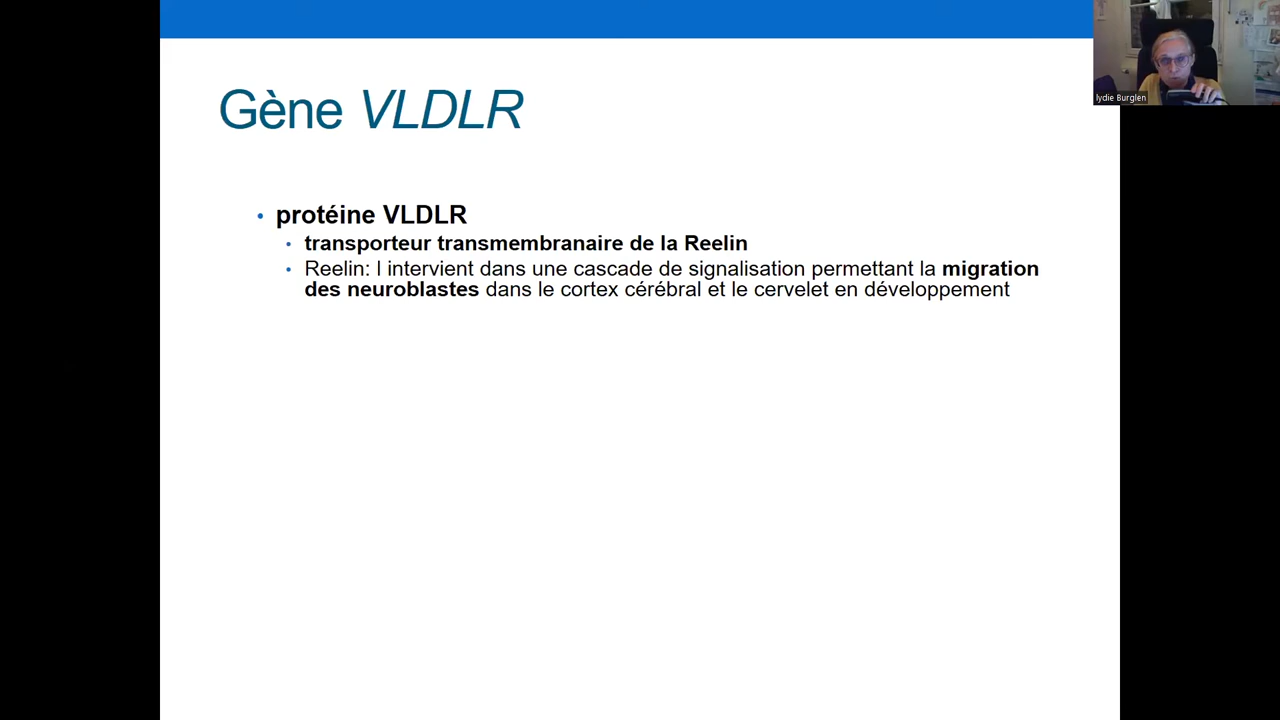 Gène VLDLR
lydie Burglen
• protéine VLDLR
• transporteur transmembranaire de la Reelin
• Reelin: l intervient dans une cascade de signalisation permettant la migration
des neuroblastes dans le cortex cérébral et le cervelet en développement